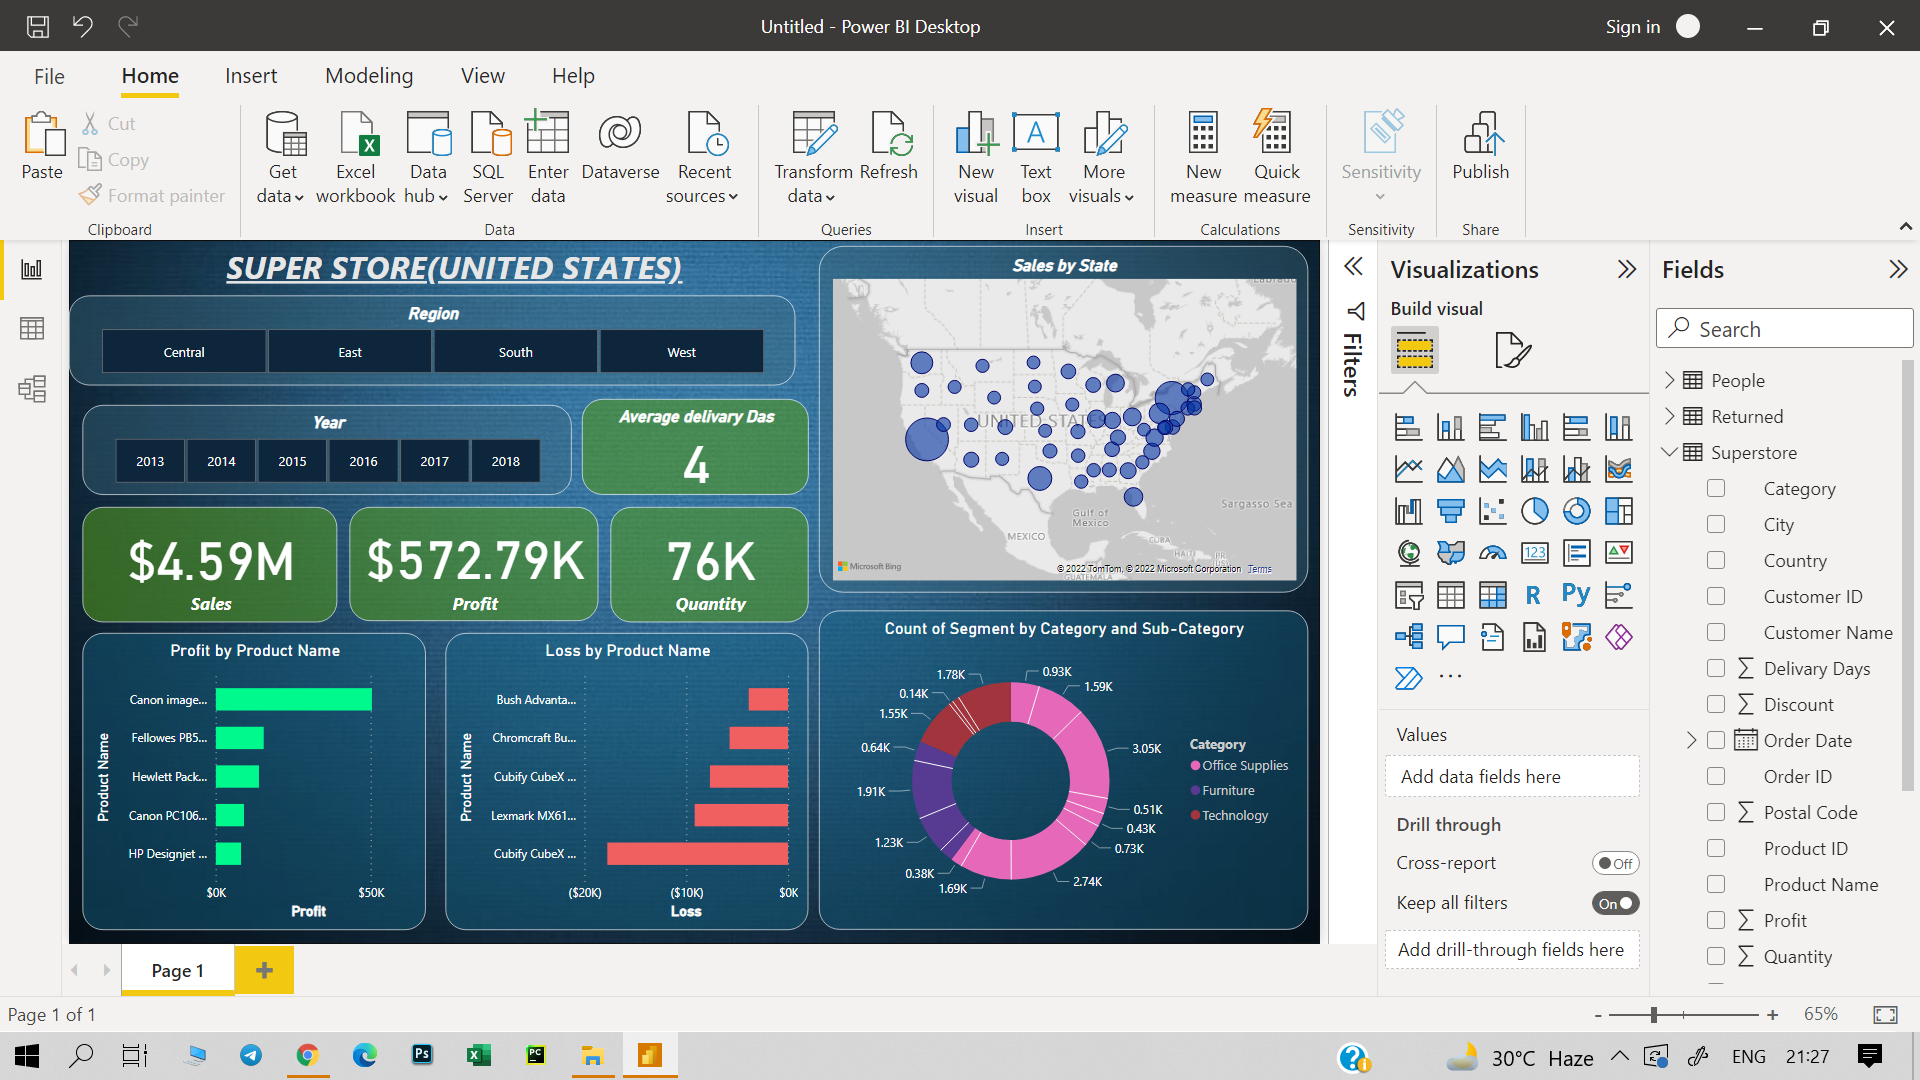 Untitled - Power BI Desktop
Sign in
File
Home
Insert
Modeling
View
Help
Paste
Cut
Copy
Format painter
Clipboard
Get data
Excel workbook
Data hub
SQL Server
Enter data
Dataverse
Recent sources
Data
Transform data
Refresh
Queries
New visual
Text box
More visuals
Insert
New measure
Quick measure
Calculations
Sensitivity
Sensitivity
Publish
Share
SUPER STORE(UNITED STATES)
Region
Central
East
South
West
Year
2013
2014
2015
2016
2017
2018
Average delivary Das
4
$4.59M
Sales
$572.79K
Profit
76K
Quantity
Sales by State
UNITED STATES
Gulf of
Mexico
MEXICO
CUBA
HAITI
PR
GUATEMALA
Sargasso Sea
Microsoft Bing
© 2022 TomTom, © 2022 Microsoft Corporation Terms
Profit by Product Name
Product Name
Canon image...
Fellowes PB5...
Hewlett Pack...
Canon PC106...
HP Designjet ...
$0K
$50K
Profit
Loss by Product Name
Product Name
Bush Advanta...
Chromcraft Bu...
Cubify CubeX ...
Lexmark MX61...
Cubify CubeX ...
($20K)
($10K)
$0K
Loss
Count of Segment by Category and Sub-Category
0.93K
1.59K
3.05K
0.51K
0.43K
0.73K
2.74K
1.69K
0.38K
1.23K
1.91K
0.64K
1.55K
0.14K
1.78K
Category
Office Supplies
Furniture
Technology
Filters
Visualizations
Build visual
123
R
Py
...
Values
Add data fields here
Drill through
Cross-report
Off
Keep all filters
On
Add drill-through fields here
Fields
Search
People
Returned
Superstore
Category
City
Country
Customer ID
Customer Name
Delivary Days
Discount
Order Date
Order ID
Postal Code
Product ID
Product Name
Profit
Quantity
Page 1
Page 1 of 1
- + 65%
Ps
PC
30°C Haze
ENG
21:27